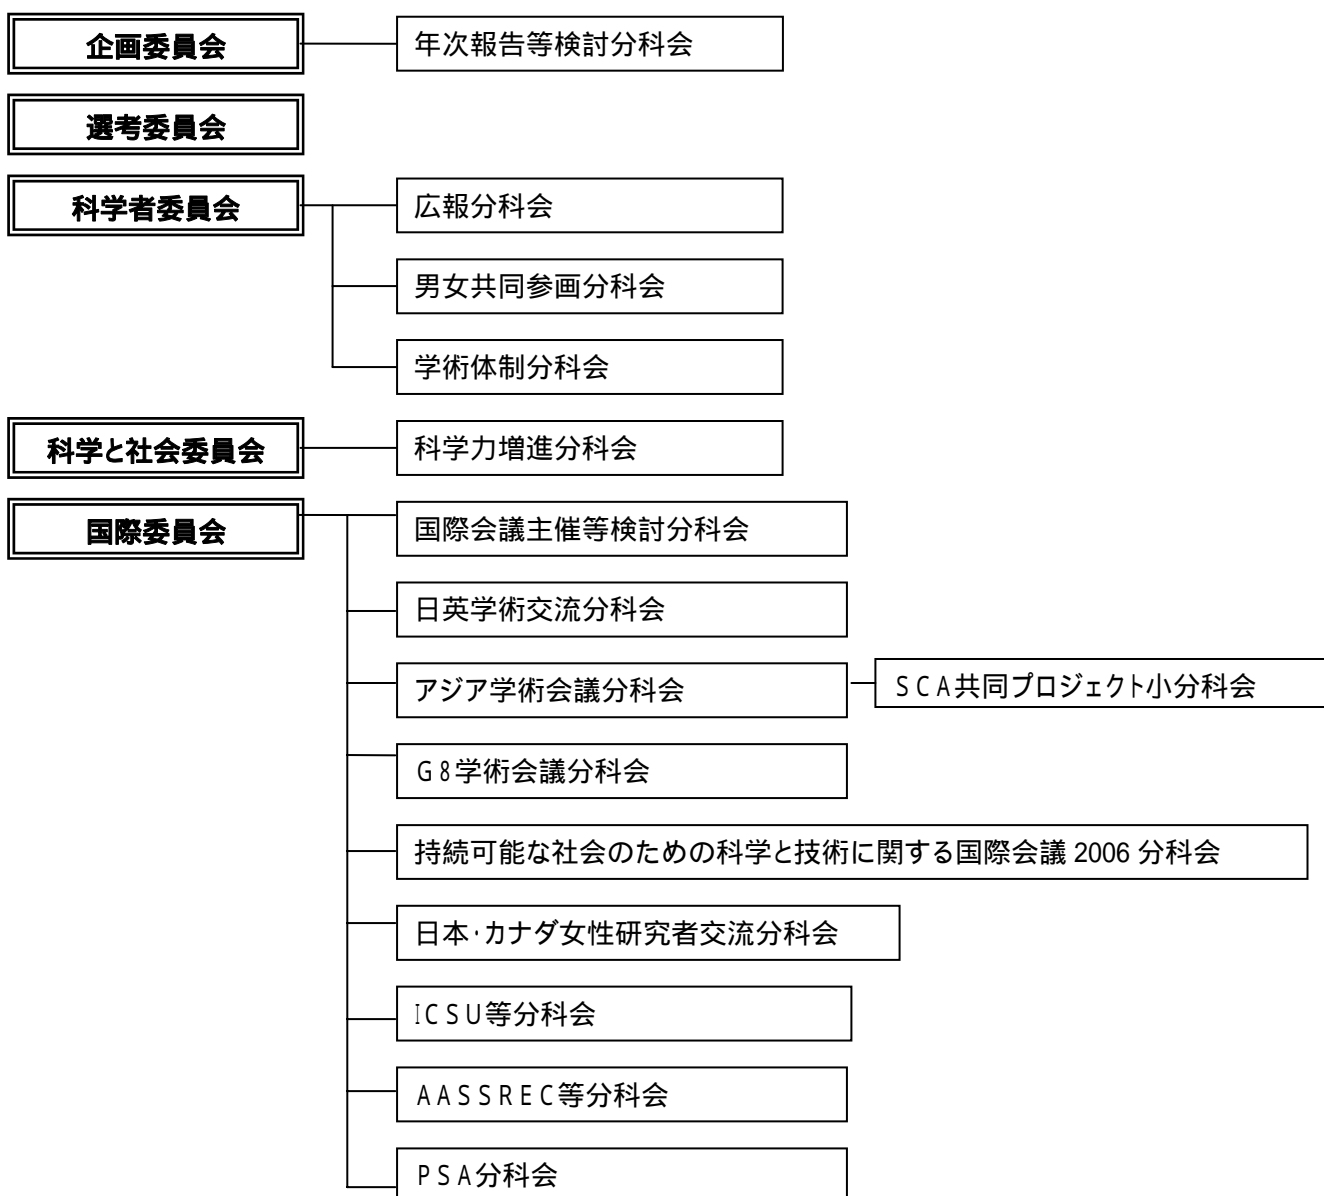 企画委員会
年次報告等検討分科会
選考委員会
科学者委員会
広報分科会
男女共同参画分科会
学術体制分科会
科学と社会委員会
科学力増進分科会
国際委員会
国際会議主催等検討分科会
日英学術交流分科会
アジア学術会議分科会
SCA共同プロジェクト小分科会
G8学術会議分科会
持続可能な社会のための科学と技術に関する国際会議 2006 分科会
日本・カナダ女性研究者交流分科会
ICSU等分科会
AASSREC等分科会
PSA分科会